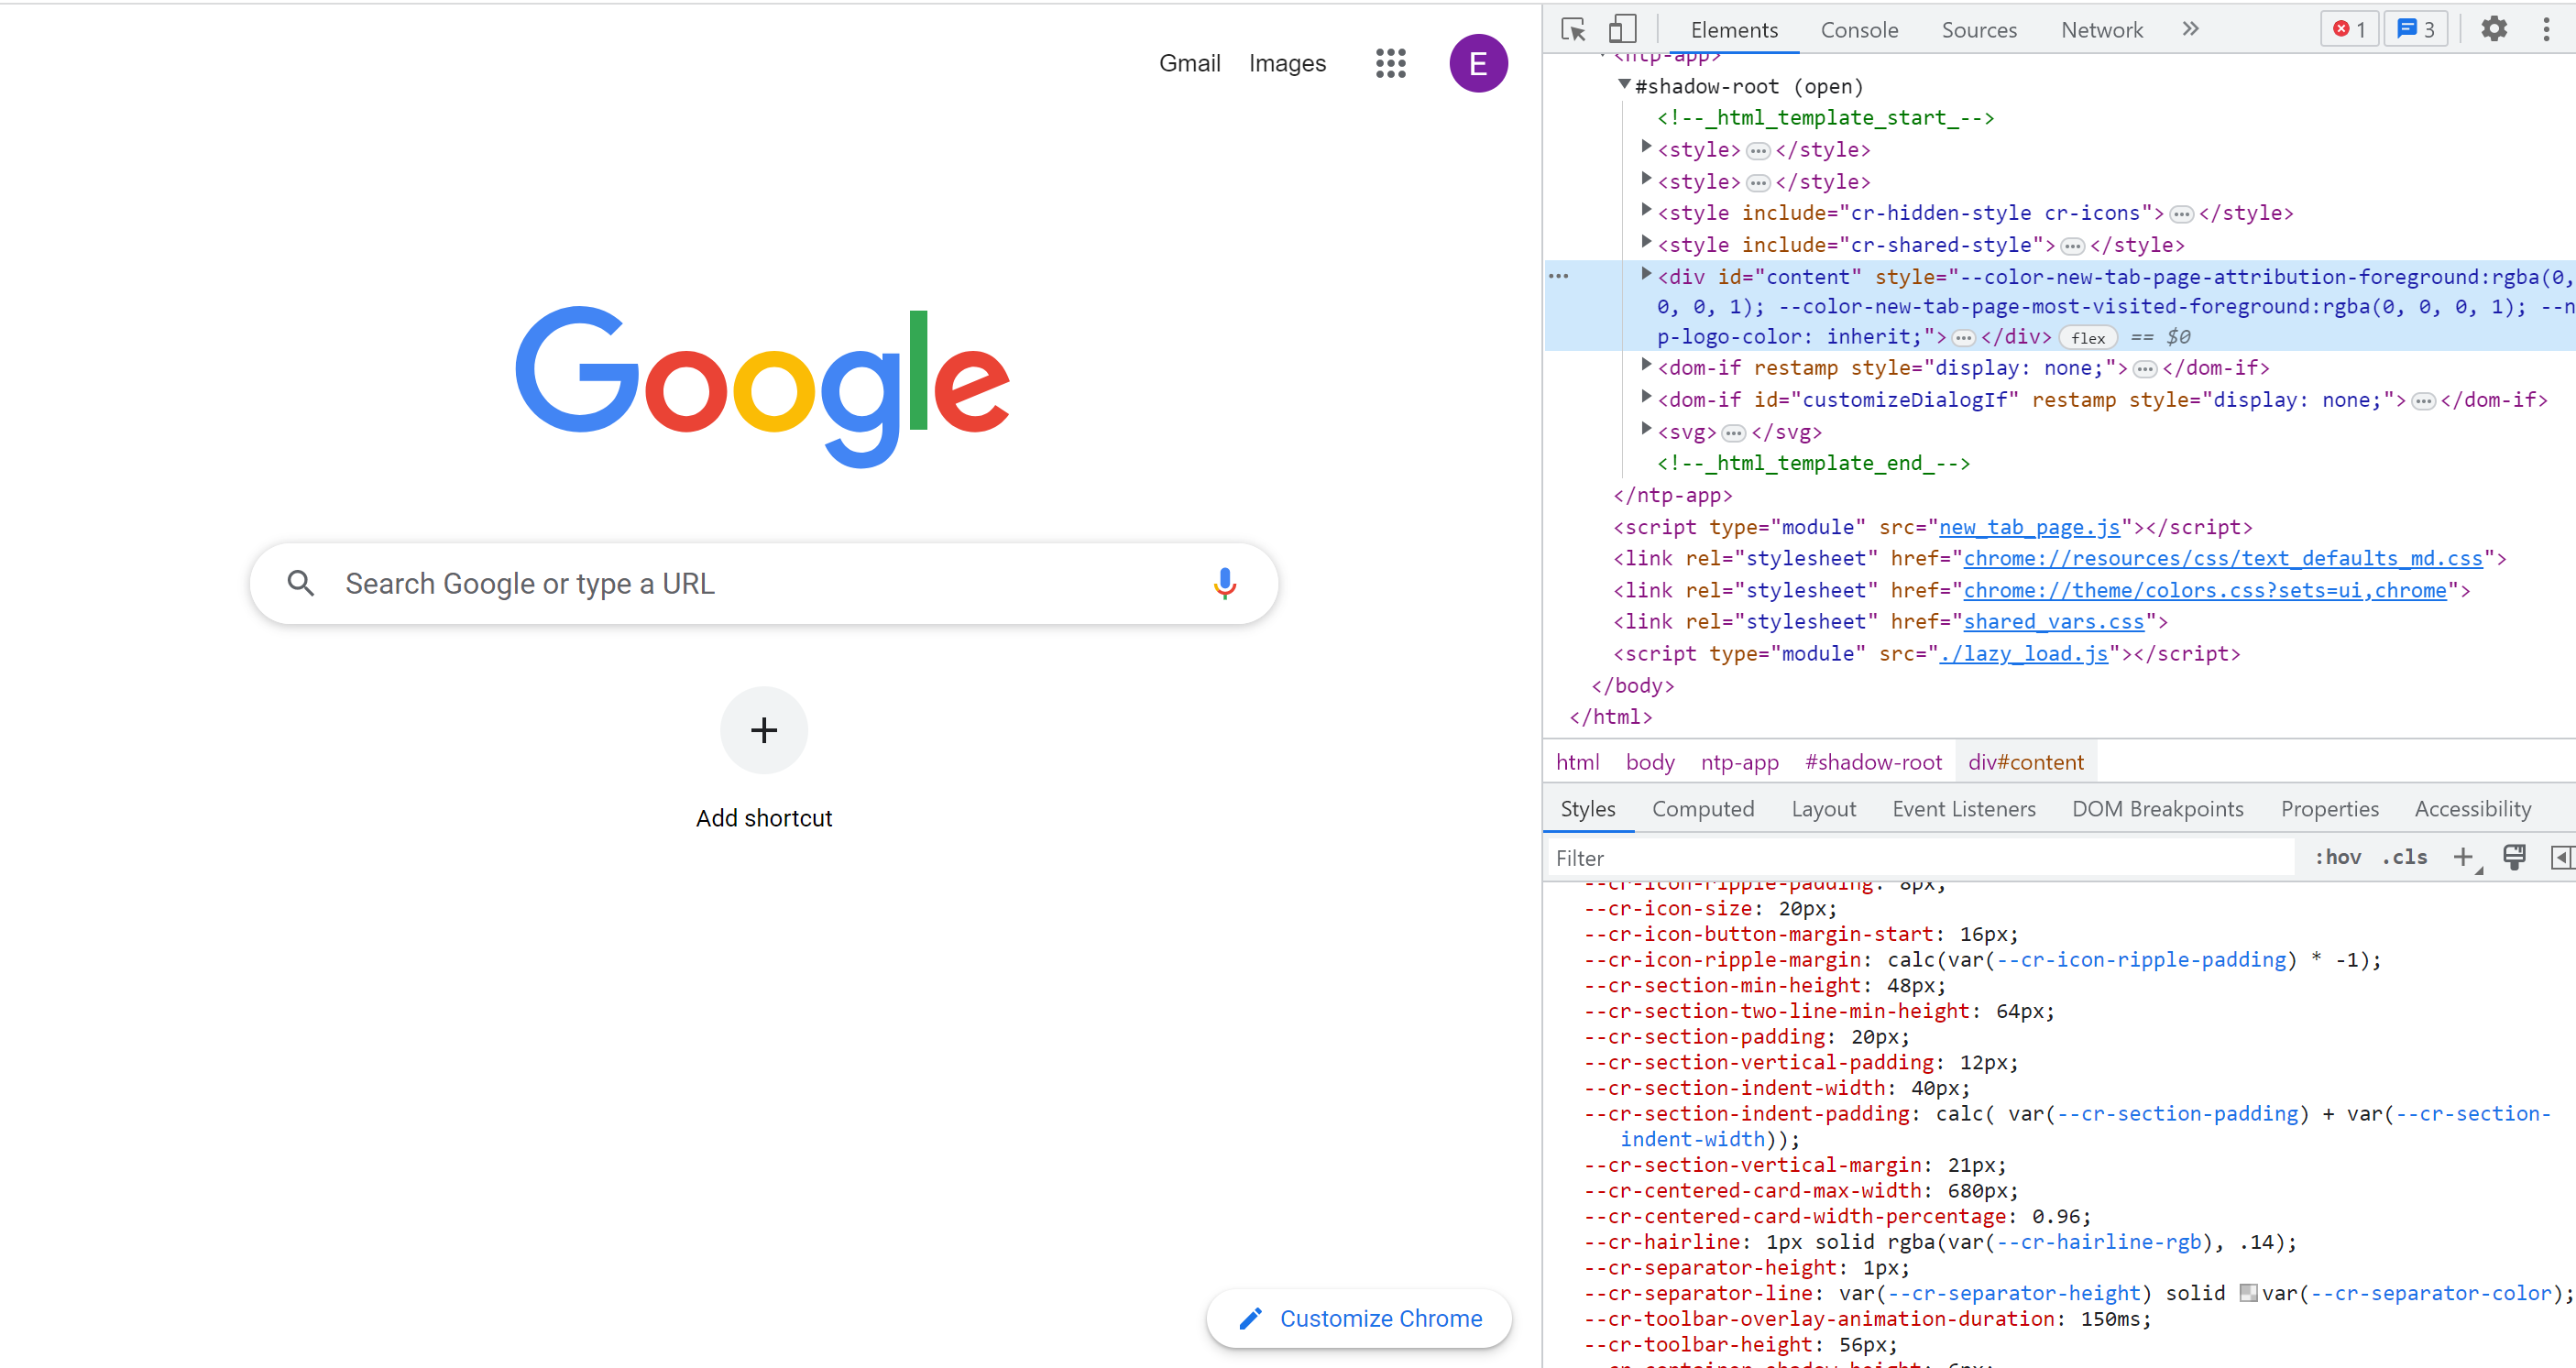 Gmail Images E
Google
Search Google or type a URL
Add shortcut
Customize Chrome
Elements Console Sources Network 1 3
<ntp-app>
#shadow-root (open)
<!--_html_template_start_-->
<style>…</style>
<style>…</style>
<style include="cr-hidden-style cr-icons">…</style>
<style include="cr-shared-style">…</style>
<div id="content" style="--color-new-tab-page-attribution-foreground:rgba(0,
0, 0, 1); --color-new-tab-page-most-visited-foreground:rgba(0, 0, 0, 1); --n
p-logo-color: inherit;">…</div> flex == $0
<dom-if restamp style="display: none;">…</dom-if>
<dom-if id="customizeDialogIf" restamp style="display: none;">…</dom-if>
<svg>…</svg>
<!--_html_template_end_-->
</ntp-app>
<script type="module" src="new_tab_page.js"></script>
<link rel="stylesheet" href="chrome://resources/css/text_defaults_md.css">
<link rel="stylesheet" href="chrome://theme/colors.css?sets=ui,chrome">
<link rel="stylesheet" href="shared_vars.css">
<script type="module" src="./lazy_load.js"></script>
</body>
</html>
html body ntp-app #shadow-root div#content
Styles Computed Layout Event Listeners DOM Breakpoints Properties Accessibility
Filter :hov .cls
--cr-icon-ripple-padding: 8px;
--cr-icon-size: 20px;
--cr-icon-button-margin-start: 16px;
--cr-icon-ripple-margin: calc(var(--cr-icon-ripple-padding) * -1);
--cr-section-min-height: 48px;
--cr-section-two-line-min-height: 64px;
--cr-section-padding: 20px;
--cr-section-vertical-padding: 12px;
--cr-section-indent-width: 40px;
--cr-section-indent-padding: calc( var(--cr-section-padding) + var(--cr-section-
indent-width));
--cr-section-vertical-margin: 21px;
--cr-centered-card-max-width: 680px;
--cr-centered-card-width-percentage: 0.96;
--cr-hairline: 1px solid rgba(var(--cr-hairline-rgb), .14);
--cr-separator-height: 1px;
--cr-separator-line: var(--cr-separator-height) solid var(--cr-separator-color);
--cr-toolbar-overlay-animation-duration: 150ms;
--cr-toolbar-height: 56px;
--cr-container-shadow-height: 6px;